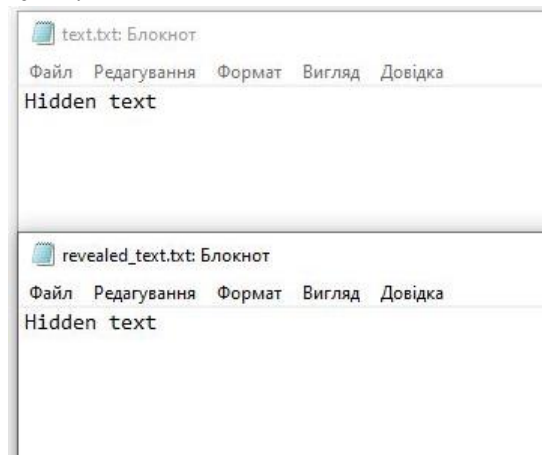 text.txt: Блокнот
Файл Редагування Формат Вигляд Довідка
Hidden text
revealed_text.txt: Блокнот
Файл Редагування Формат Вигляд Довідка
Hidden text